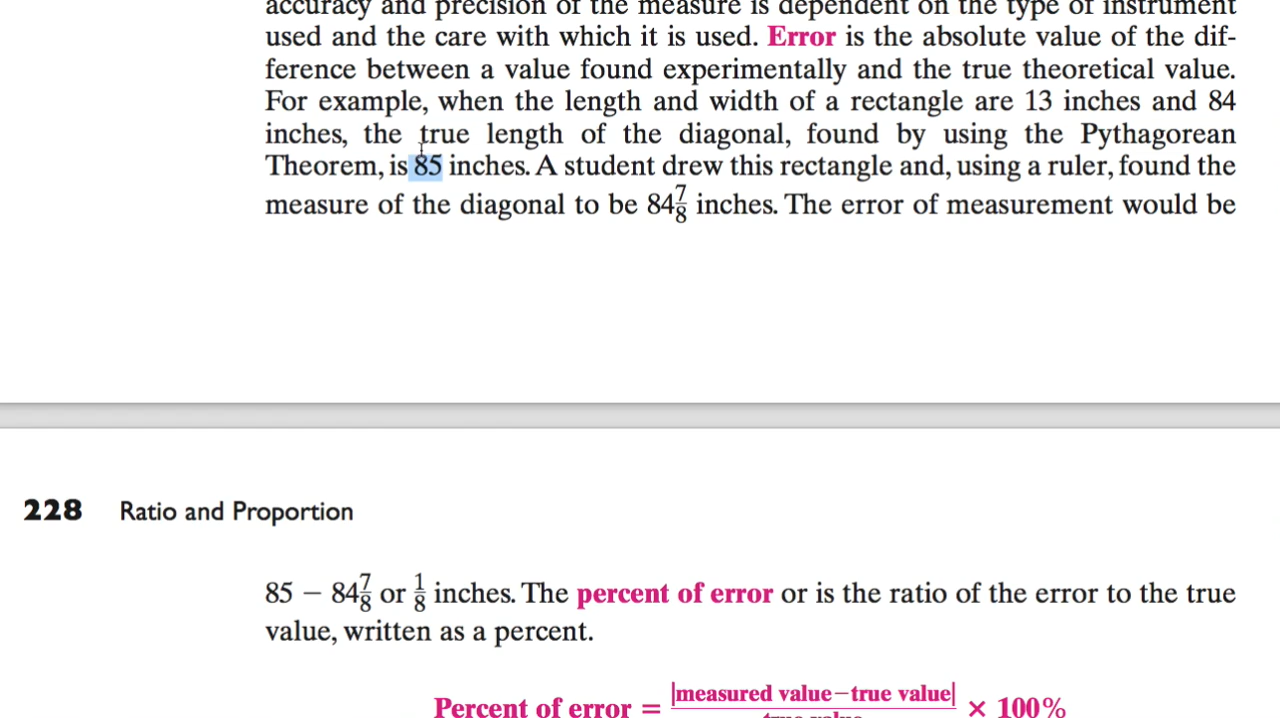 accuracy and precision of the measure is dependent on the type of instrument
used and the care with which it is used. Error is the absolute value of the dif-
ference between a value found experimentally and the true theoretical value.
For example, when the length and width of a rectangle are 13 inches and 84
inches, the true length of the diagonal, found by using the Pythagorean
Theorem, is 85 inches. A student drew this rectangle and, using a ruler, found the
measure of the diagonal to be 84 7/8 inches. The error of measurement would be
228 Ratio and Proportion
85 − 84 7/8 or 1/8 inches. The percent of error or is the ratio of the error to the true
value, written as a percent.
Percent of error = |measured value−true value| / true value × 100%